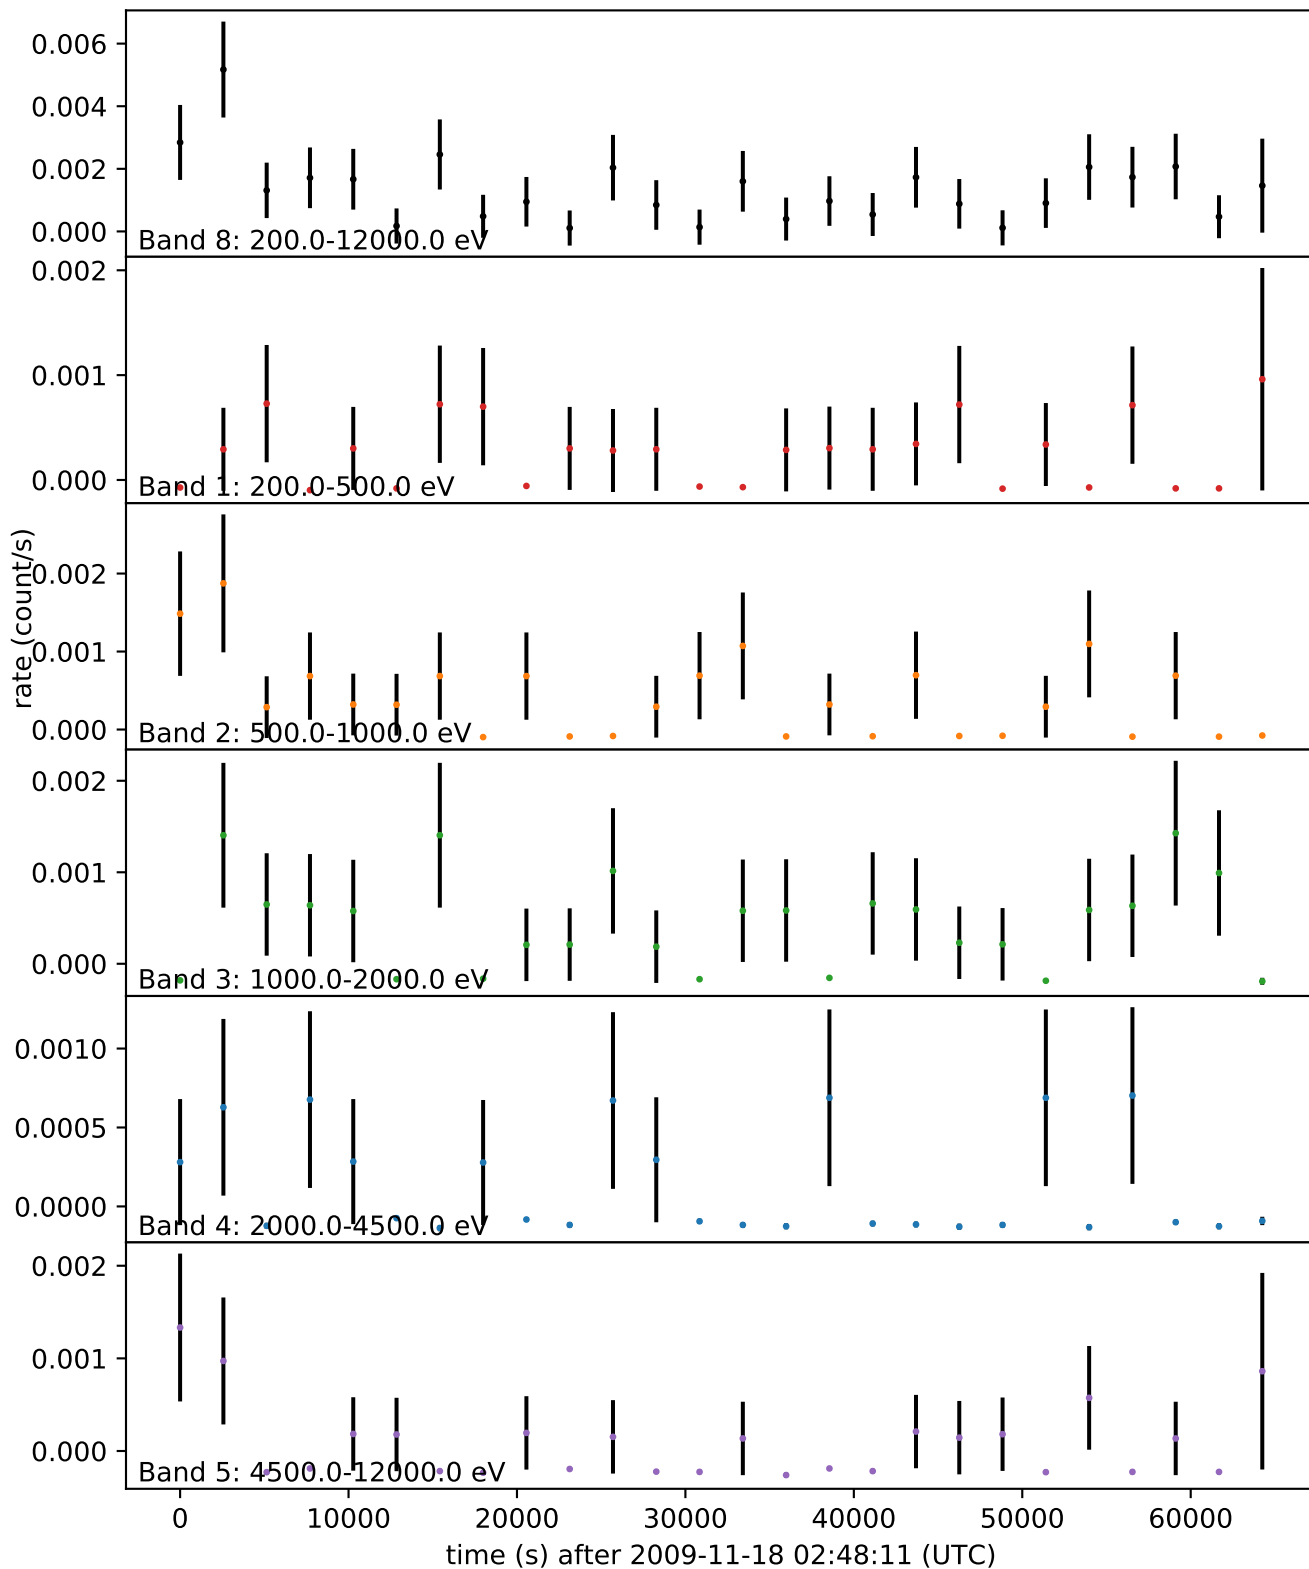 0.006
0.004
0.002
0.000
Band 8: 200.0-12000.0 eV
0.002
0.001
0.000
Band 1: 200.0-500.0 eV
rate (count/s)
0.002
0.001
0.000
Band 2: 500.0-1000.0 eV
0.002
0.001
0.000
Band 3: 1000.0-2000.0 eV
0.0010
0.0005
0.0000
Band 4: 2000.0-4500.0 eV
0.002
0.001
0.000
Band 5: 4500.0-12000.0 eV
0 10000 20000 30000 40000 50000 60000
time (s) after 2009-11-18 02:48:11 (UTC)